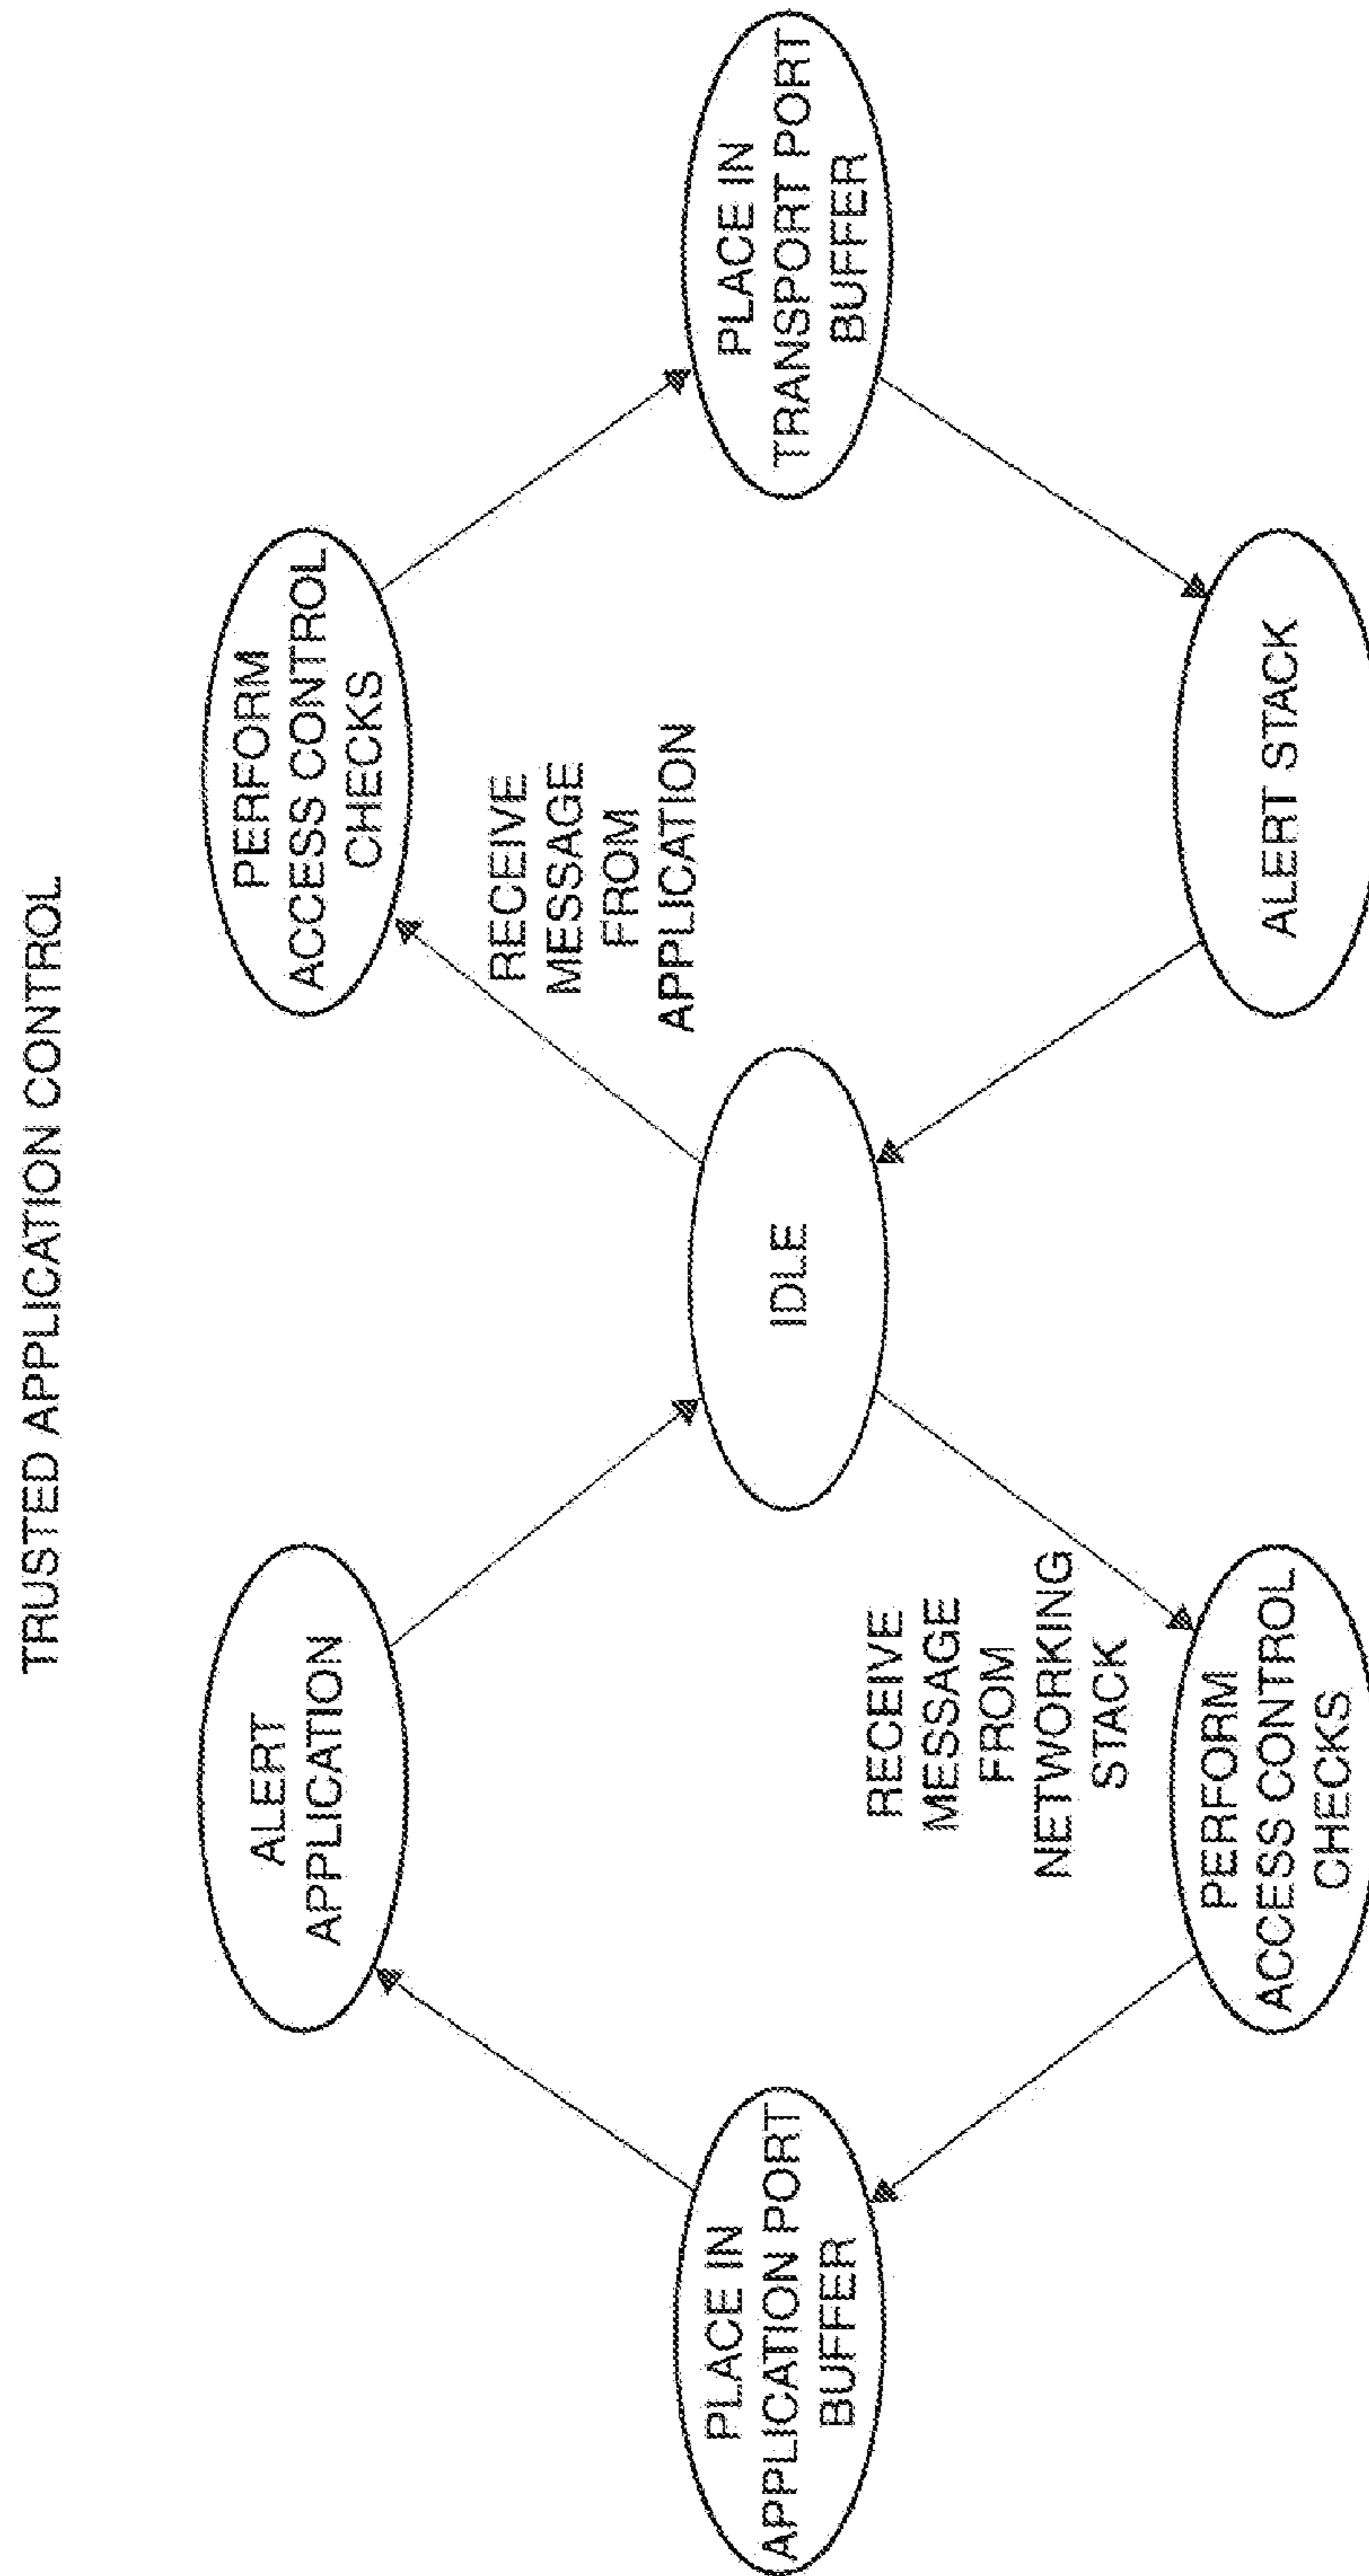 TRUSTED APPLICATION CONTROL
ALERT
APPLICATION
PERFORM
ACCESS CONTROL
CHECKS
RECEIVE
MESSAGE
FROM
APPLICATION
PLACE IN
APPLICATION PORT
BUFFER
IDLE
PLACE IN
TRANSPORT PORT
BUFFER
RECEIVE
MESSAGE
FROM
NETWORKING
STACK
PERFORM
ACCESS CONTROL
CHECKS
ALERT STACK